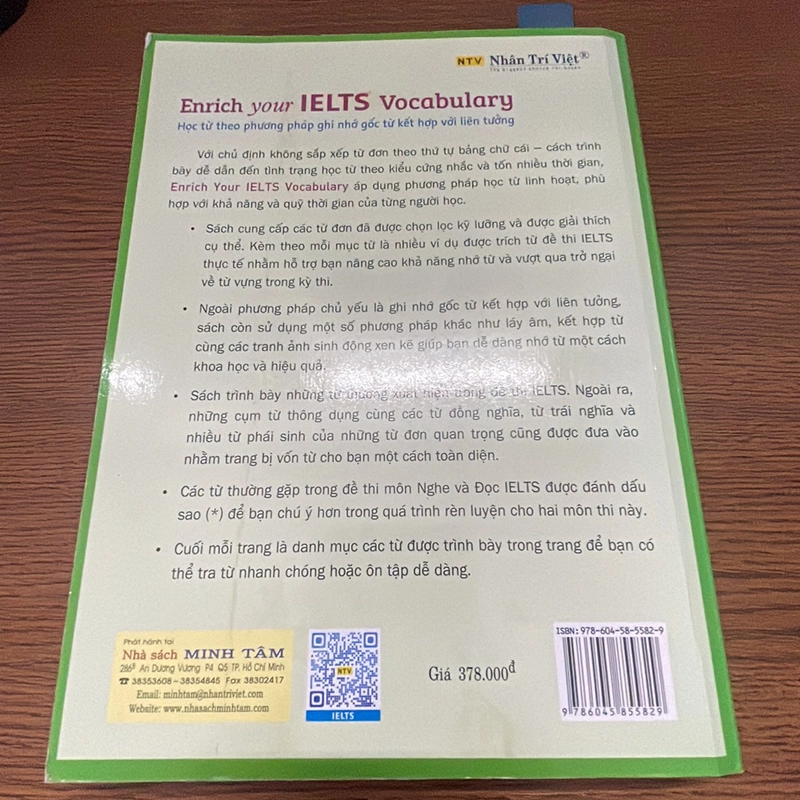 NTV Nhân Trí Việt®
Enrich your IELTS Vocabulary
Học từ theo phương pháp ghi nhớ gốc từ kết hợp với liên tưởng
Với chủ định không sắp xếp từ đơn theo thứ tự bảng chữ cái – cách trình
bày dễ dẫn đến tình trạng học từ theo kiểu cứng nhắc và tốn nhiều thời gian,
Enrich Your IELTS Vocabulary áp dụng phương pháp học từ linh hoạt, phù
hợp với khả năng và quỹ thời gian của từng người học.
• Sách cung cấp các từ đơn đã được chọn lọc kỹ lưỡng và được giải thích
cụ thể. Kèm theo mỗi mục từ là nhiều ví dụ được trích từ đề thi IELTS
thực tế nhằm hỗ trợ bạn nâng cao khả năng nhớ từ và vượt qua trở ngại
về từ vựng trong kỳ thi.
• Ngoài phương pháp chủ yếu là ghi nhớ gốc từ kết hợp với liên tưởng,
sách còn sử dụng một số phương pháp khác như láy âm, kết hợp từ
cùng các tranh ảnh sinh động xen kẽ giúp bạn dễ dàng nhớ từ một cách
khoa học và hiệu quả.
• Sách trình bày những từ thường xuất hiện trong đề thi IELTS. Ngoài ra,
những cụm từ thông dụng cùng các từ đồng nghĩa, từ trái nghĩa và
nhiều từ phái sinh của những từ đơn quan trọng cũng được đưa vào
nhằm trang bị vốn từ cho bạn một cách toàn diện.
• Các từ thường gặp trong đề thi môn Nghe và Đọc IELTS được đánh dấu
sao (*) để bạn chú ý hơn trong quá trình rèn luyện cho hai môn thi này.
• Cuối mỗi trang là danh mục các từ được trình bày trong trang để bạn có
thể tra từ nhanh chóng hoặc ôn tập dễ dàng.
Phát hành tại
Nhà sách MINH TÂM
286B An Dương Vương P4 Q5 TP. Hồ Chí Minh
☎ 38353608 – 38354845 Fax 38302417
Email: minhtam@nhantriviet.com
Website: www.nhasachminhtam.com
NTV
IELTS
Giá 378.000đ
ISBN: 978-604-58-5582-9
9 786045 855829